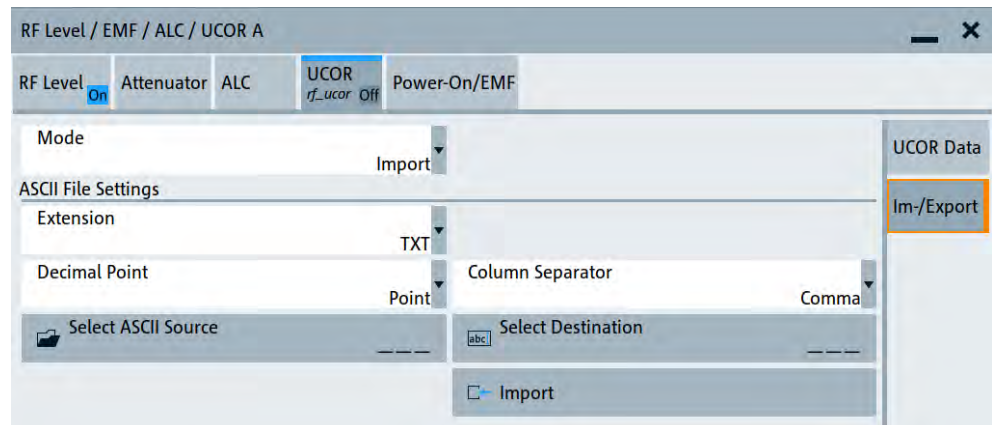 RF Level / EMF / ALC / UCOR A
RF Level On Attenuator ALC UCOR rf_ucor Off Power-On/EMF
Mode
Import
UCOR Data
ASCII File Settings
Im-/Export
Extension
TXT
Decimal Point
Point
Column Separator
Comma
Select ASCII Source
___
abc Select Destination
___
Import